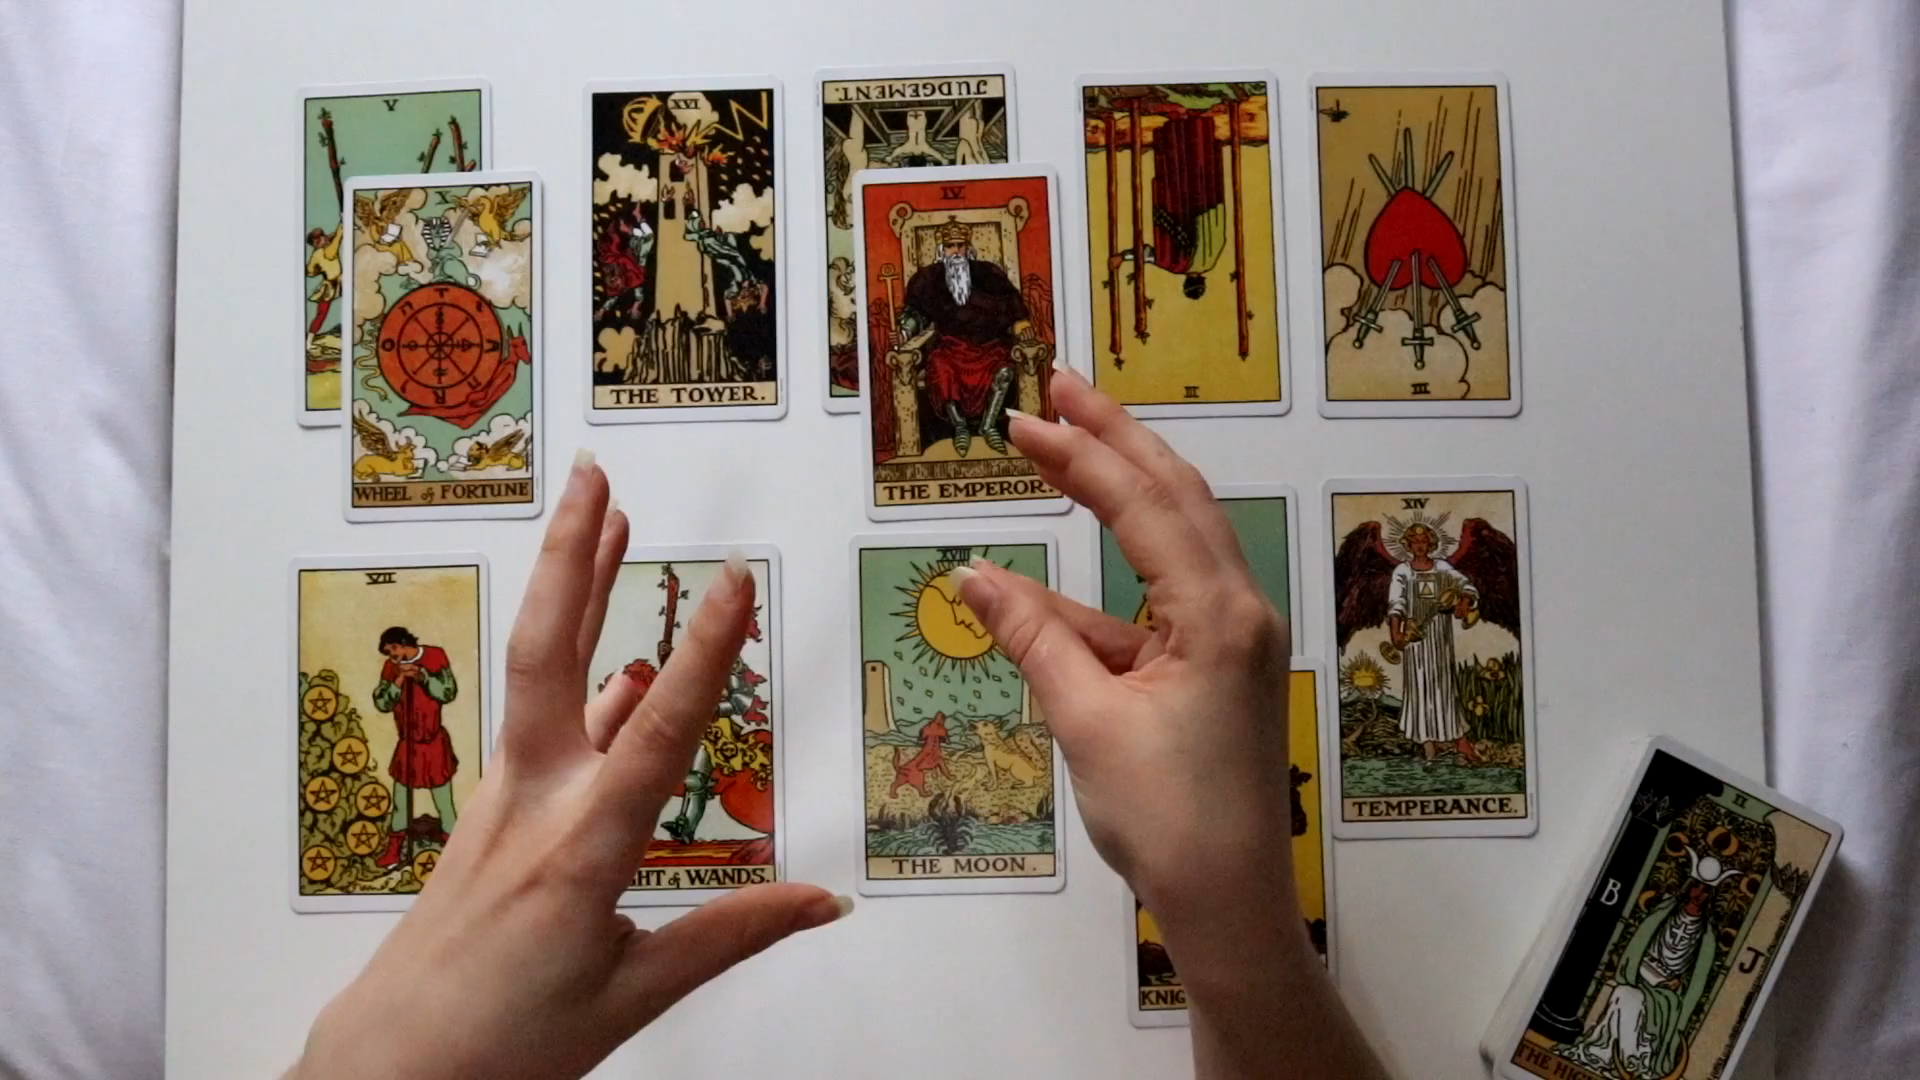 V
X
WHEEL of FORTUNE
XVI
THE TOWER.
JUDGEMENT.
IV
THE EMPEROR.
III
III
VII
GHT of WANDS.
XVIII
THE MOON.
KNIG
XIV
TEMPERANCE.
II
B
J
THE HIG